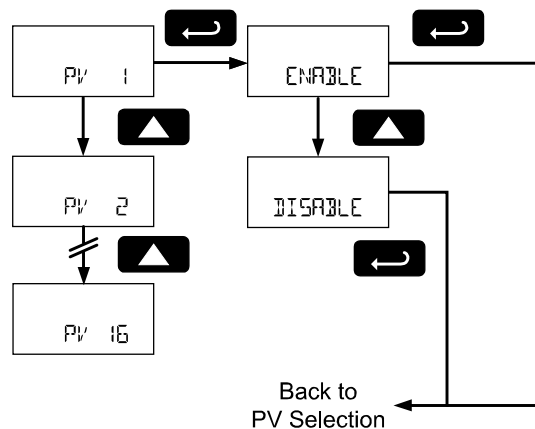 PV 1
ENABLE
PV 2
DISABLE
PV 16
Back to
PV Selection